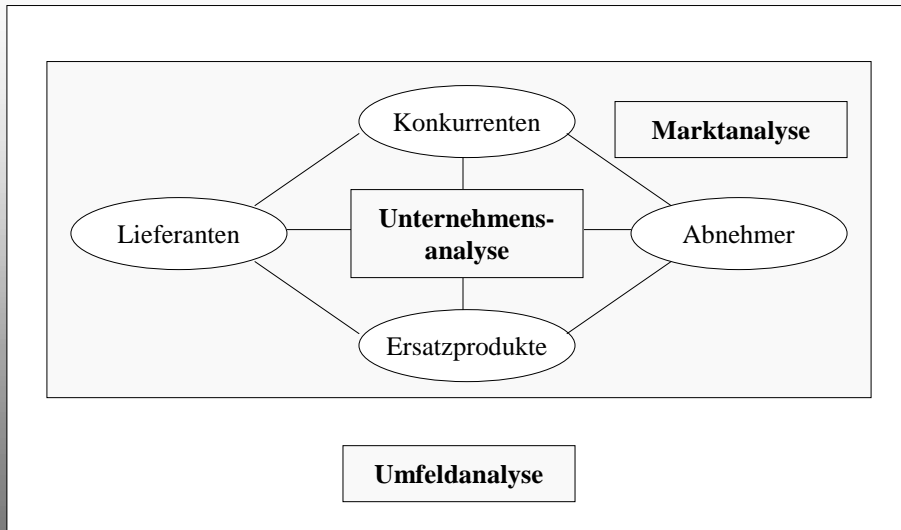 Konkurrenten
Marktanalyse
Lieferanten
Unternehmens-
analyse
Abnehmer
Ersatzprodukte
Umfeldanalyse